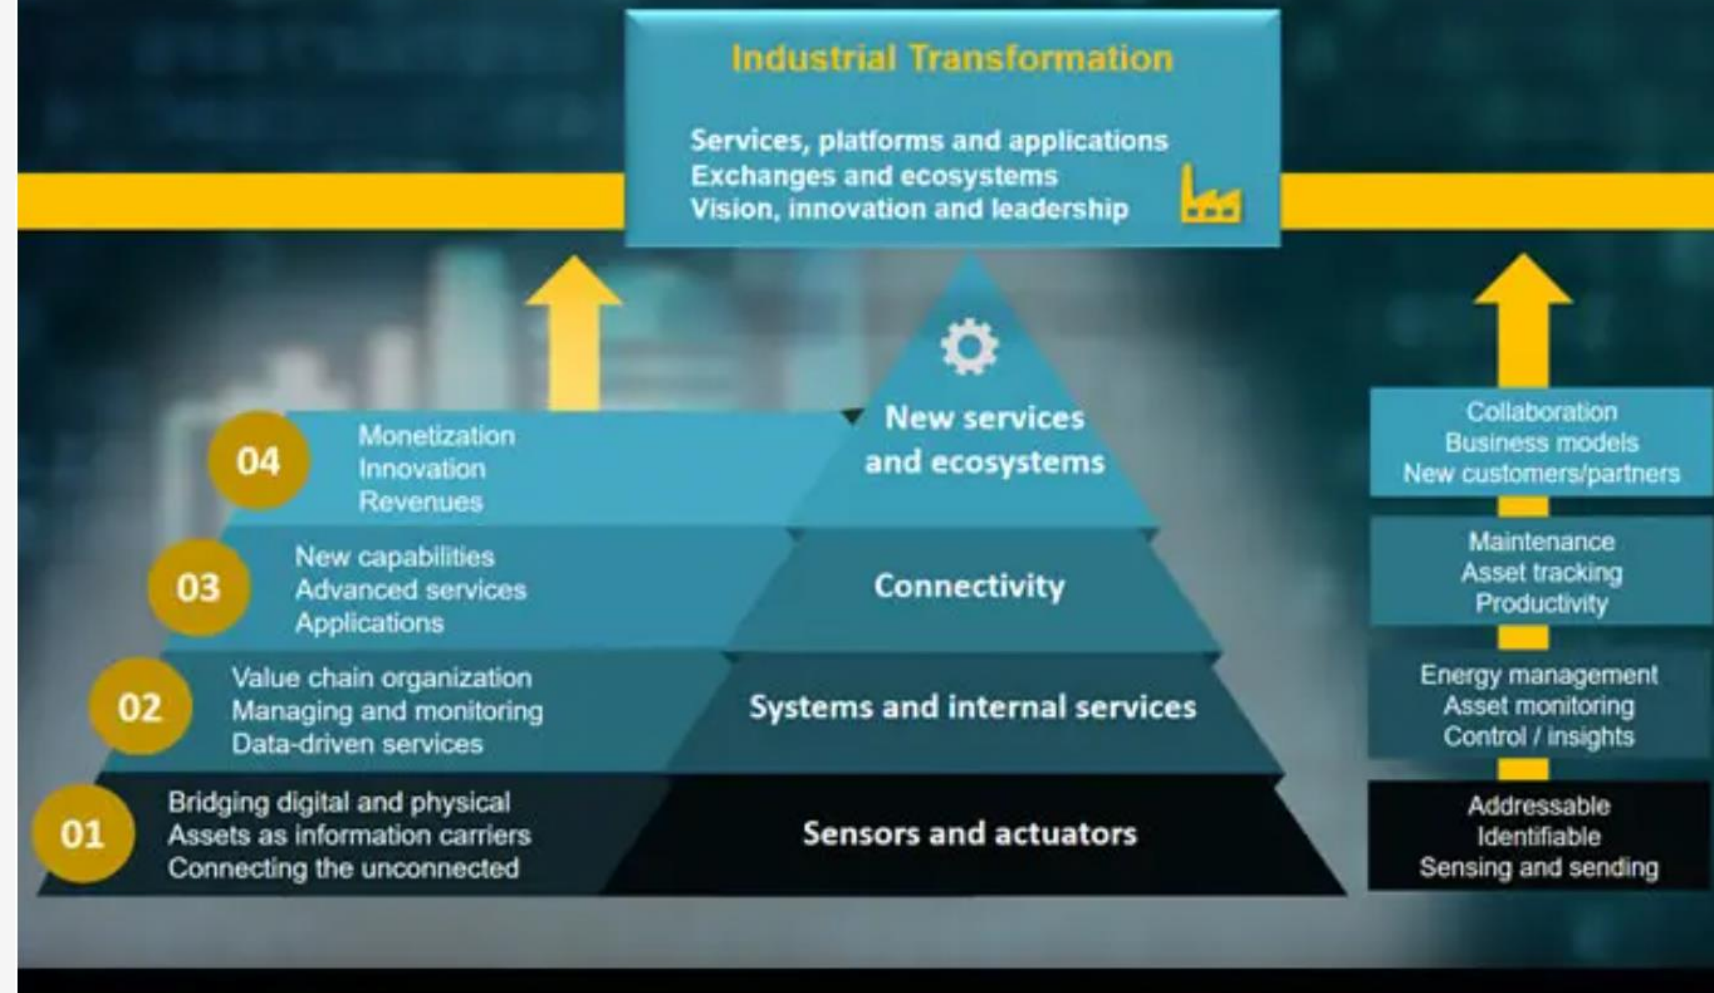 Industrial Transformation
Services, platforms and applications
Exchanges and ecosystems
Vision, innovation and leadership
04
Monetization
Innovation
Revenues
New services
and ecosystems
Collaboration
Business models
New customers/partners
03
New capabilities
Advanced services
Applications
Connectivity
Maintenance
Asset tracking
Productivity
02
Value chain organization
Managing and monitoring
Data-driven services
Systems and internal services
Energy management
Asset monitoring
Control / insights
01
Bridging digital and physical
Assets as information carriers
Connecting the unconnected
Sensors and actuators
Addressable
Identifiable
Sensing and sending